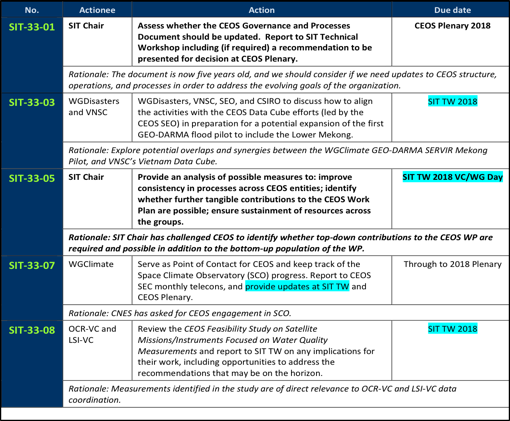 No. Actionee Action Due date
SIT-33-01 SIT Chair Assess whether the CEOS Governance and Processes CEOS Plenary 2018
Document should be updated. Report to SIT Technical
Workshop including (if required) a recommendation to be
presented for decision at CEOS Plenary.
Rationale: The document is now five years old, and we should consider if we need updates to CEOS structure,
operations, and processes in order to address the evolving goals of the organization.
SIT-33-03 WGDisasters WGDisasters, VNSC, SEO, and CSIRO to discuss how to align SIT TW 2018
and VNSC the activities with the CEOS Data Cube efforts (led by the
CEOS SEO) in preparation for a potential expansion of the first
GEO-DARMA flood pilot to include the Lower Mekong.
Rationale: Explore potential overlaps and synergies between the WGClimate GEO-DARMA SERVIR Mekong
Pilot, and VNSC's Vietnam Data Cube.
SIT-33-05 SIT Chair Provide an analysis of possible measures to: improve SIT TW 2018 VC/WG Day
consistency in processes across CEOS entities; identify
whether further tangible contributions to the CEOS Work
Plan are possible; ensure sustainment of resources across
the groups.
Rationale: SIT Chair has challenged CEOS to identify whether top-down contributions to the CEOS WP are
required and possible in addition to the bottom-up population of the WP.
SIT-33-07 WGClimate Serve as Point of Contact for CEOS and keep track of the Through to 2018 Plenary
Space Climate Observatory (SCO) progress. Report to CEOS
SEC monthly telecons, and provide updates at SIT TW and
CEOS Plenary.
Rationale: CNES has asked for CEOS engagement in SCO.
SIT-33-08 OCR-VC and Review the CEOS Feasibility Study on Satellite SIT TW 2018
LSI-VC Missions/Instruments Focused on Water Quality
Measurements and report to SIT TW on any implications for
their work, including opportunities to address the
recommendations that may be on the horizon.
Rationale: Measurements identified in the study are of direct relevance to OCR-VC and LSI-VC data
coordination.